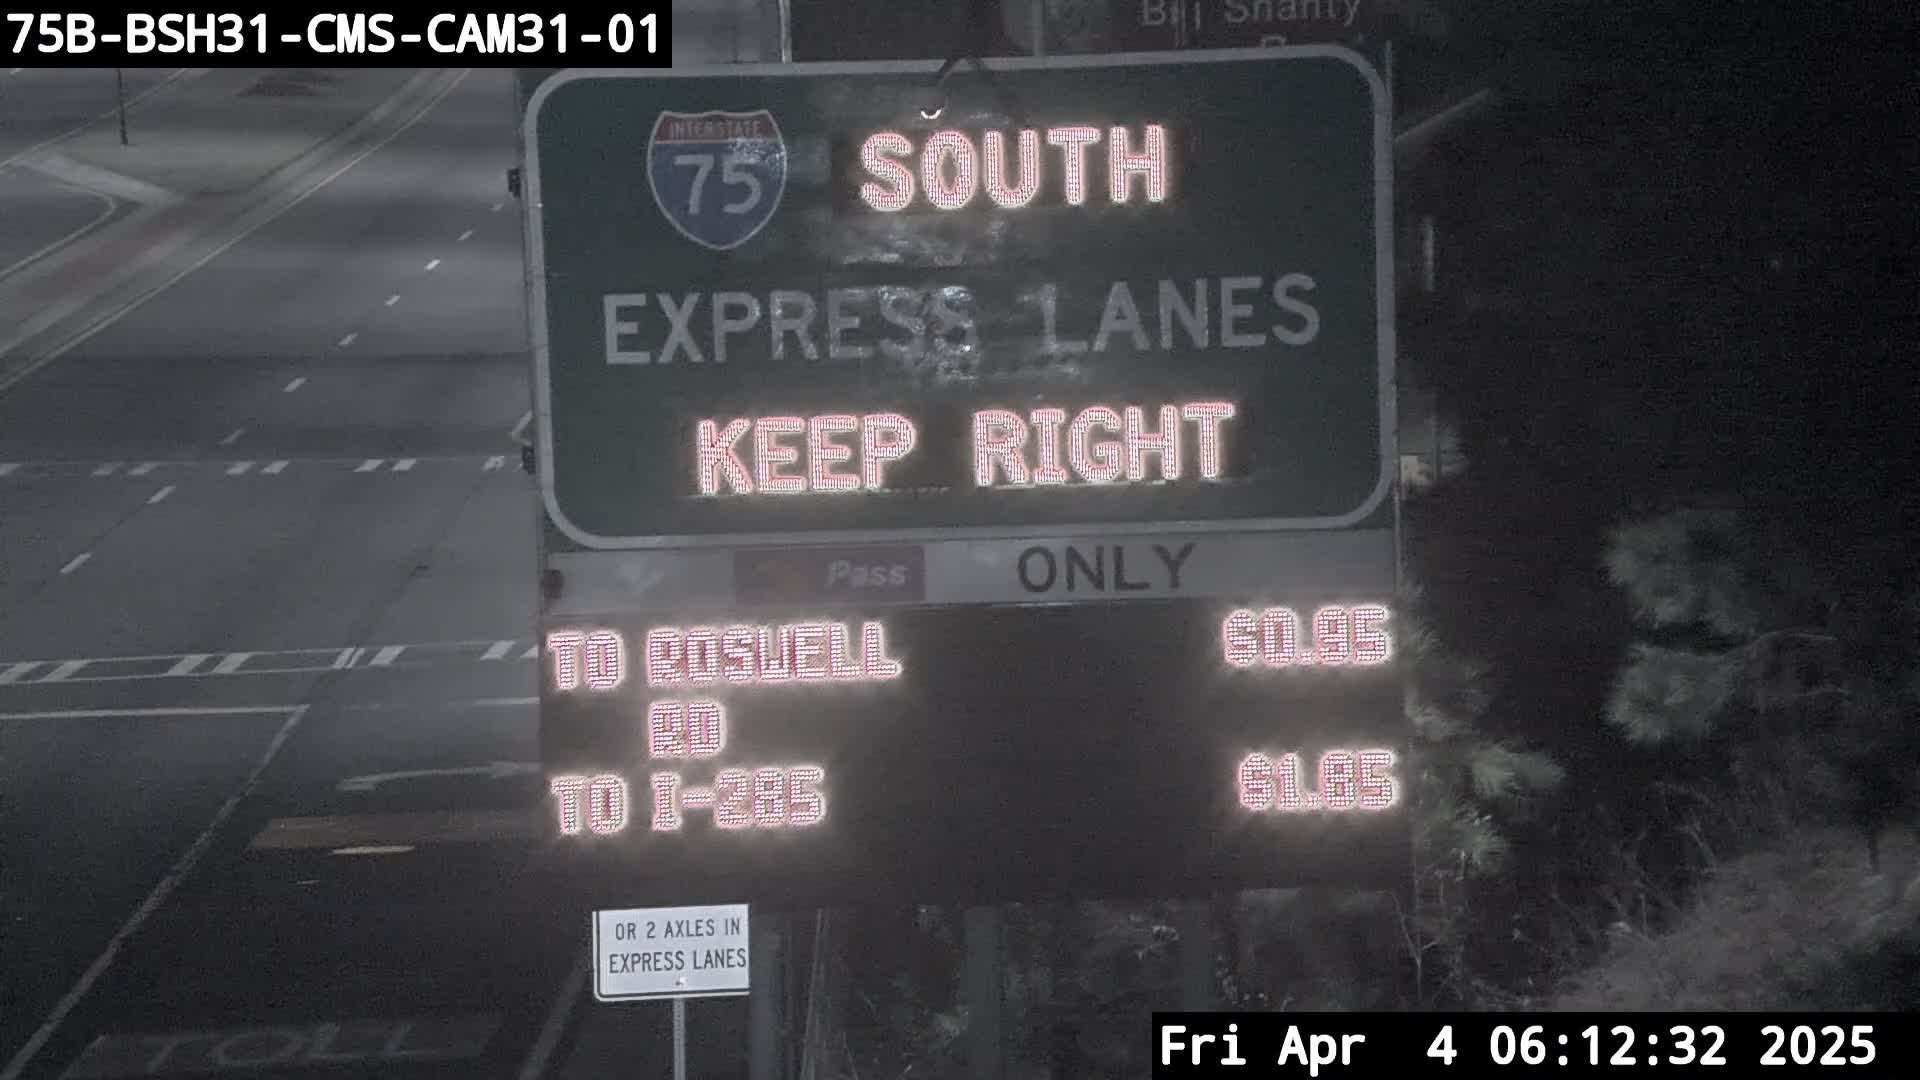 75B-BSH31-CMS-CAM31-01
Shanty
INTERSTATE
75
SOUTH
EXPRESS LANES
KEEP RIGHT
Pass ONLY
TO ROSWELL $0.95
RD
TO I-285 $1.85
OR 2 AXLES IN
EXPRESS LANES
TOLL
Fri Apr 4 06:12:32 2025